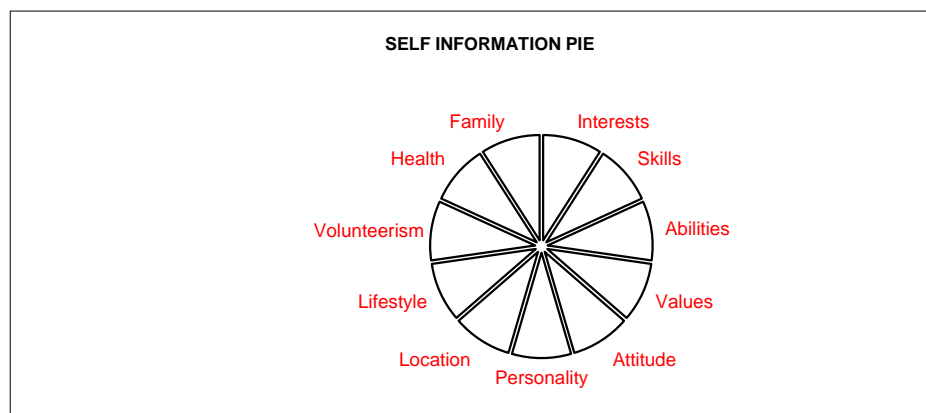 SELF INFORMATION PIE
Family
Interests
Health
Skills
Volunteerism
Abilities
Lifestyle
Values
Location
Attitude
Personality